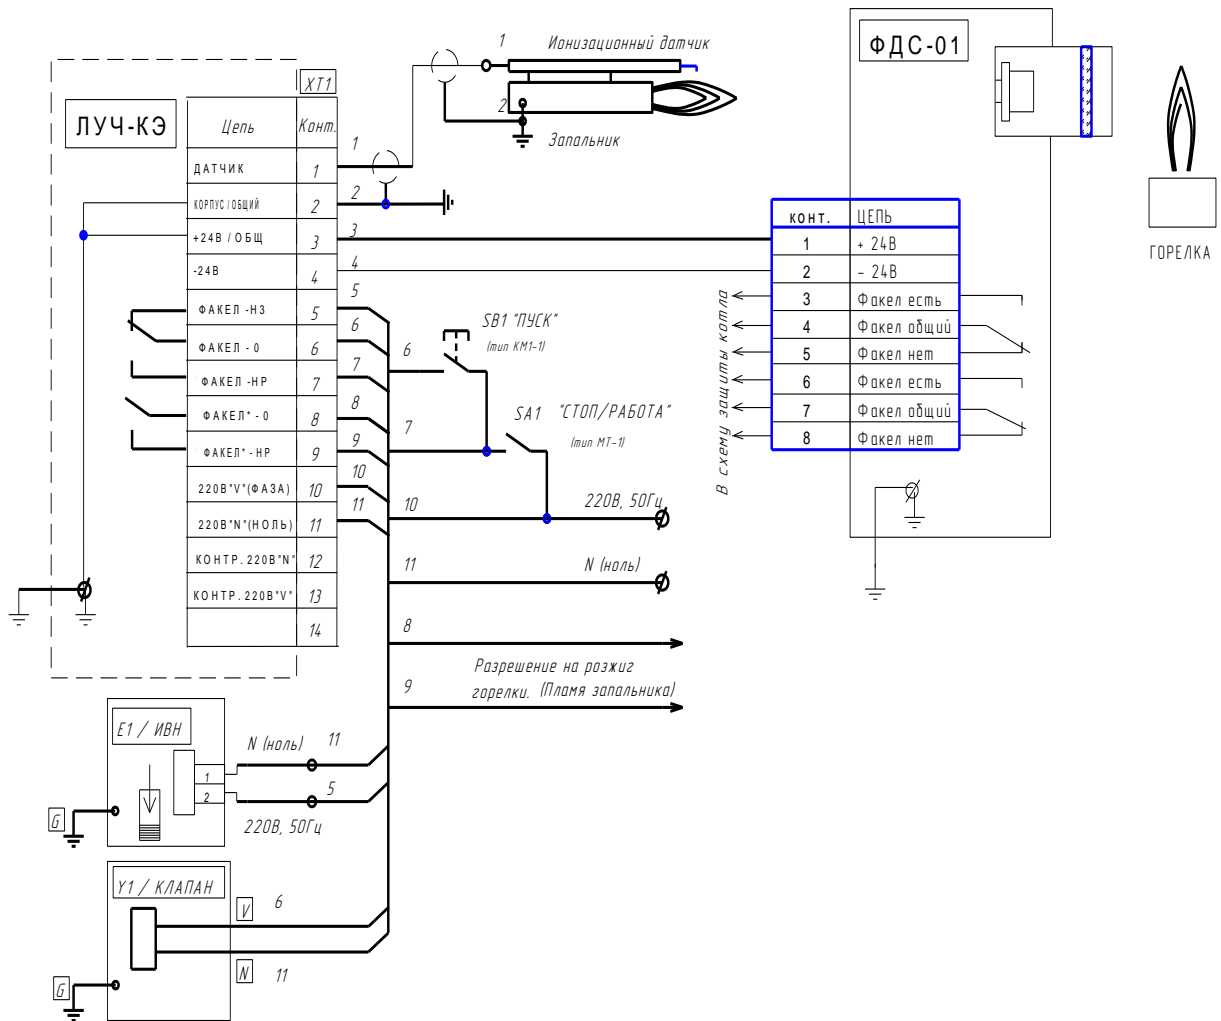 ЛУЧ-КЭ
XT1
Цепь Конт.
ДАТЧИК 1
КОРПУС/ОБЩИЙ 2
+24В / ОБЩ 3
-24В 4
ФАКЕЛ -НЗ 5
ФАКЕЛ - 0 6
ФАКЕЛ -НР 7
ФАКЕЛ* - 0 8
ФАКЕЛ* - НР 9
220В"V"(ФАЗА) 10
220В"N"(НОЛЬ) 11
КОНТР. 220В"N" 12
КОНТР. 220В"V" 13
14
1
2
3
4
5
6
7
8
9
10
11
1
Ионизационный датчик
2
Запальник
6
SB1 "ПУСК"
(тип КМ1-1)
7
SA1 "СТОП/РАБОТА"
(тип МТ-1)
10
220В, 50Гц
11
N (ноль)
8
Разрешение на розжиг
горелки. (Пламя запальника)
9
ФДС-01
конт. ЦЕПЬ
1 + 24В
2 - 24В
3 Факел есть
4 Факел общий
5 Факел нет
6 Факел есть
7 Факел общий
8 Факел нет
В схему защиты котла
ГОРЕЛКА
E1 / ИВН
1
2
N (ноль) 11
5
220В, 50Гц
G
Y1 / КЛАПАН
V 6
N 11
G